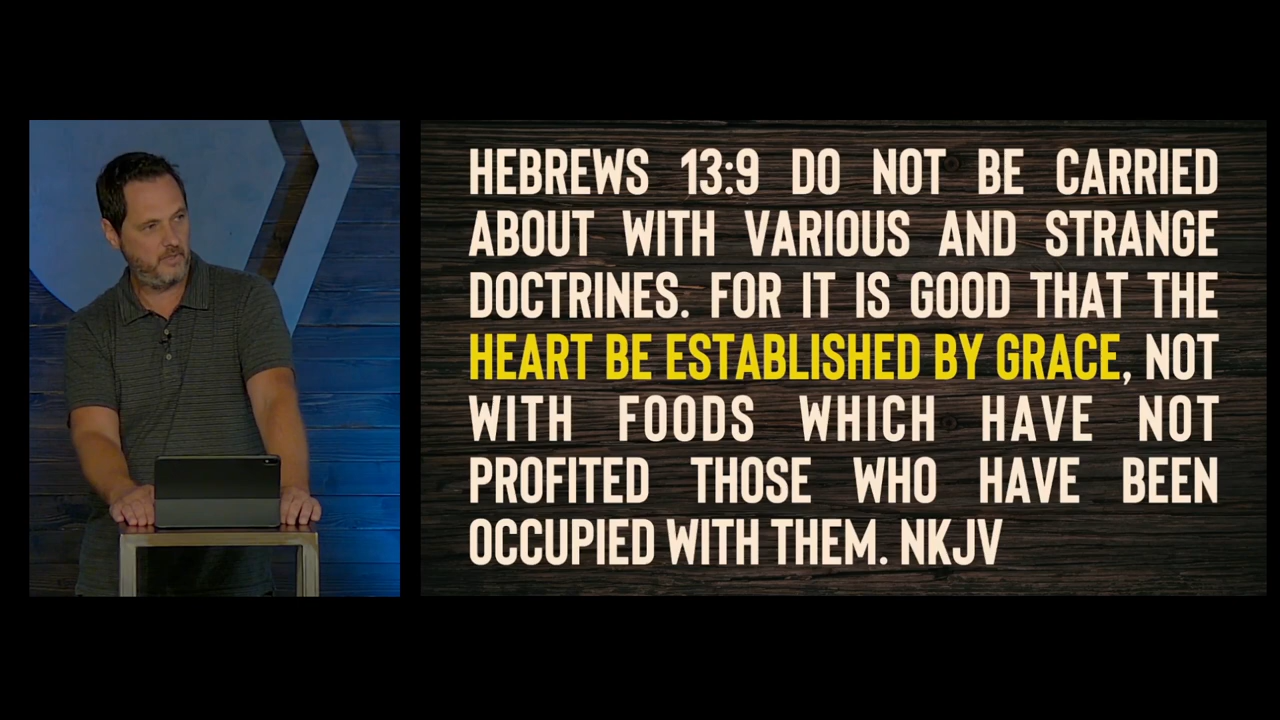 HEBREWS 13:9 DO NOT BE CARRIED
ABOUT WITH VARIOUS AND STRANGE
DOCTRINES. FOR IT IS GOOD THAT THE
HEART BE ESTABLISHED BY GRACE, NOT
WITH FOODS WHICH HAVE NOT
PROFITED THOSE WHO HAVE BEEN
OCCUPIED WITH THEM. NKJV